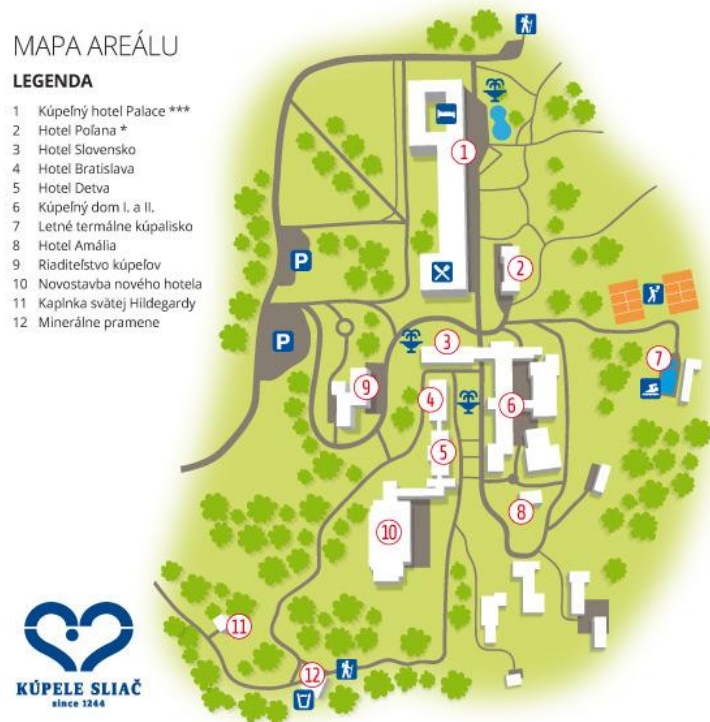 MAPA AREÁLU
LEGENDA
1 Kúpeľný hotel Palace ***
2 Hotel Poľana *
3 Hotel Slovensko
4 Hotel Bratislava
5 Hotel Detva
6 Kúpeľný dom I. a II.
7 Letné termálne kúpalisko
8 Hotel Amália
9 Riaditeľstvo kúpeľov
10 Novostavba nového hotela
11 Kaplnka svätej Hildegardy
12 Minerálne pramene
1
2
P
P
3
7
9
4
6
5
8
10
11
12
KÚPELE SLIAČ
since 1244